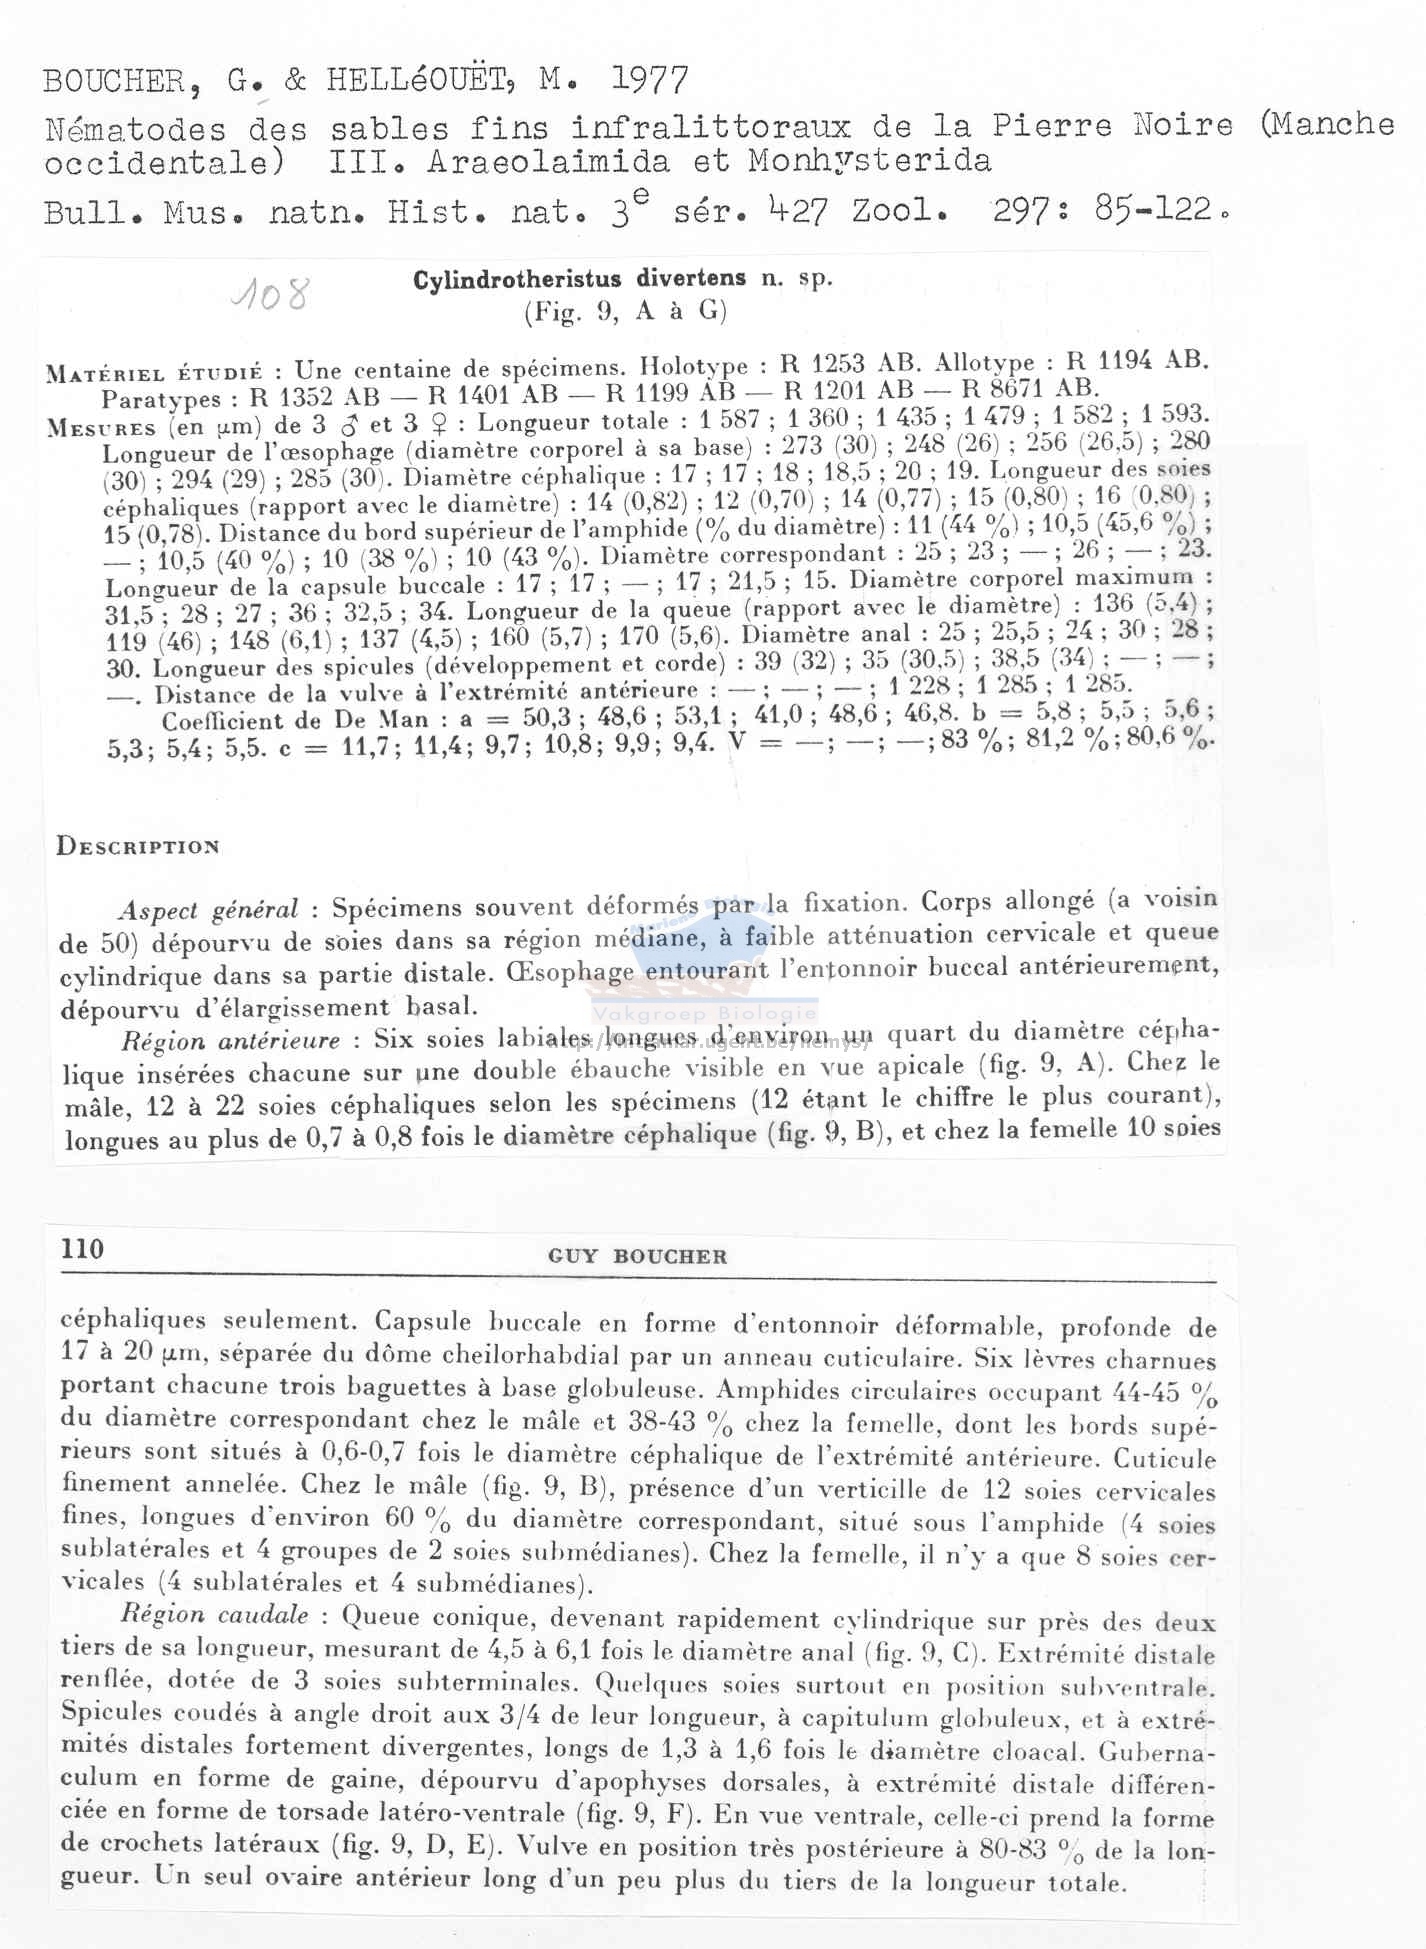 BOUCHER, G. & HELLéOUËT, M. 1977
Nématodes des sables fins infralittoraux de la Pierre Noire (Manche
occidentale) III. Araeolaimida et Monhysterida
Bull. Mus. natn. Hist. nat. 3e sér. 427 Zool. 297: 85-122.
108
Cylindrotheristus divertens n. sp.
(Fig. 9, A à G)
MATÉRIEL ÉTUDIÉ : Une centaine de spécimens. Holotype : R 1253 AB. Allotype : R 1194 AB.
Paratypes : R 1352 AB — R 1401 AB — R 1199 AB — R 1201 AB — R 8671 AB.
MESURES (en µm) de 3 ♂ et 3 ♀ : Longueur totale : 1 587 ; 1 360 ; 1 435 ; 1 479 ; 1 582 ; 1 593.
Longueur de l'œsophage (diamètre corporel à sa base) : 273 (30) ; 248 (26) ; 256 (26,5) ; 280
(30) ; 294 (29) ; 285 (30). Diamètre céphalique : 17 ; 17 ; 18 ; 18,5 ; 20 ; 19. Longueur des soies
céphaliques (rapport avec le diamètre) : 14 (0,82) ; 12 (0,70) ; 14 (0,77) ; 15 (0,80) ; 16 (0,80) ;
15 (0,78). Distance du bord supérieur de l'amphide (% du diamètre) : 11 (44 %) ; 10,5 (45,6 %) ;
— ; 10,5 (40 %) ; 10 (38 %) ; 10 (43 %). Diamètre correspondant : 25 ; 23 ; — ; 26 ; — ; 23.
Longueur de la capsule buccale : 17 ; 17 ; — ; 17 ; 21,5 ; 15. Diamètre corporel maximum :
31,5 ; 28 ; 27 ; 36 ; 32,5 ; 34. Longueur de la queue (rapport avec le diamètre) : 136 (5,4) ;
119 (46) ; 148 (6,1) ; 137 (4,5) ; 160 (5,7) ; 170 (5,6). Diamètre anal : 25 ; 25,5 ; 24 ; 30 ; 28 ;
30. Longueur des spicules (développement et corde) : 39 (32) ; 35 (30,5) ; 38,5 (34) ; — ; — ;
—. Distance de la vulve à l'extrémité antérieure : — ; — ; — ; 1 228 ; 1 285 ; 1 285.
Coefficient de De Man : a = 50,3 ; 48,6 ; 53,1 ; 41,0 ; 48,6 ; 46,8. b = 5,8 ; 5,5 ; 5,6 ;
5,3 ; 5,4 ; 5,5. c = 11,7 ; 11,4 ; 9,7 ; 10,8 ; 9,9 ; 9,4. V = — ; — ; — ; 83 % ; 81,2 % ; 80,6 %.
DESCRIPTION
Aspect général : Spécimens souvent déformés par la fixation. Corps allongé (a voisin
de 50) dépourvu de soies dans sa région médiane, à faible atténuation cervicale et queue
cylindrique dans sa partie distale. Œsophage entourant l'entonnoir buccal antérieurement,
dépourvu d'élargissement basal.
Vakgroep Biologie
Région antérieure : Six soies labiales longues d'environ un quart du diamètre cépha-
lique insérées chacune sur une double ébauche visible en vue apicale (fig. 9, A). Chez le
mâle, 12 à 22 soies céphaliques selon les spécimens (12 étant le chiffre le plus courant),
longues au plus de 0,7 à 0,8 fois le diamètre céphalique (fig. 9, B), et chez la femelle 10 soies
110
GUY BOUCHER
céphaliques seulement. Capsule buccale en forme d'entonnoir déformable, profonde de
17 à 20 µm, séparée du dôme cheilorhabdial par un anneau cuticulaire. Six lèvres charnues
portant chacune trois baguettes à base globuleuse. Amphides circulaires occupant 44-45 %
du diamètre correspondant chez le mâle et 38-43 % chez la femelle, dont les bords supé-
rieurs sont situés à 0,6-0,7 fois le diamètre céphalique de l'extrémité antérieure. Cuticule
finement annelée. Chez le mâle (fig. 9, B), présence d'un verticille de 12 soies cervicales
fines, longues d'environ 60 % du diamètre correspondant, situé sous l'amphide (4 soies
sublatérales et 4 groupes de 2 soies submédianes). Chez la femelle, il n'y a que 8 soies cer-
vicales (4 sublatérales et 4 submédianes).
Région caudale : Queue conique, devenant rapidement cylindrique sur près des deux
tiers de sa longueur, mesurant de 4,5 à 6,1 fois le diamètre anal (fig. 9, C). Extrémité distale
renflée, dotée de 3 soies subterminales. Quelques soies surtout en position subventrale.
Spicules coudés à angle droit aux 3/4 de leur longueur, à capitulum globuleux, et à extré-
mités distales fortement divergentes, longs de 1,3 à 1,6 fois le diamètre cloacal. Guberna-
culum en forme de gaine, dépourvu d'apophyses dorsales, à extrémité distale différen-
ciée en forme de torsade latéro-ventrale (fig. 9, F). En vue ventrale, celle-ci prend la forme
de crochets latéraux (fig. 9, D, E). Vulve en position très postérieure à 80-83 % de la lon-
gueur. Un seul ovaire antérieur long d'un peu plus du tiers de la longueur totale.